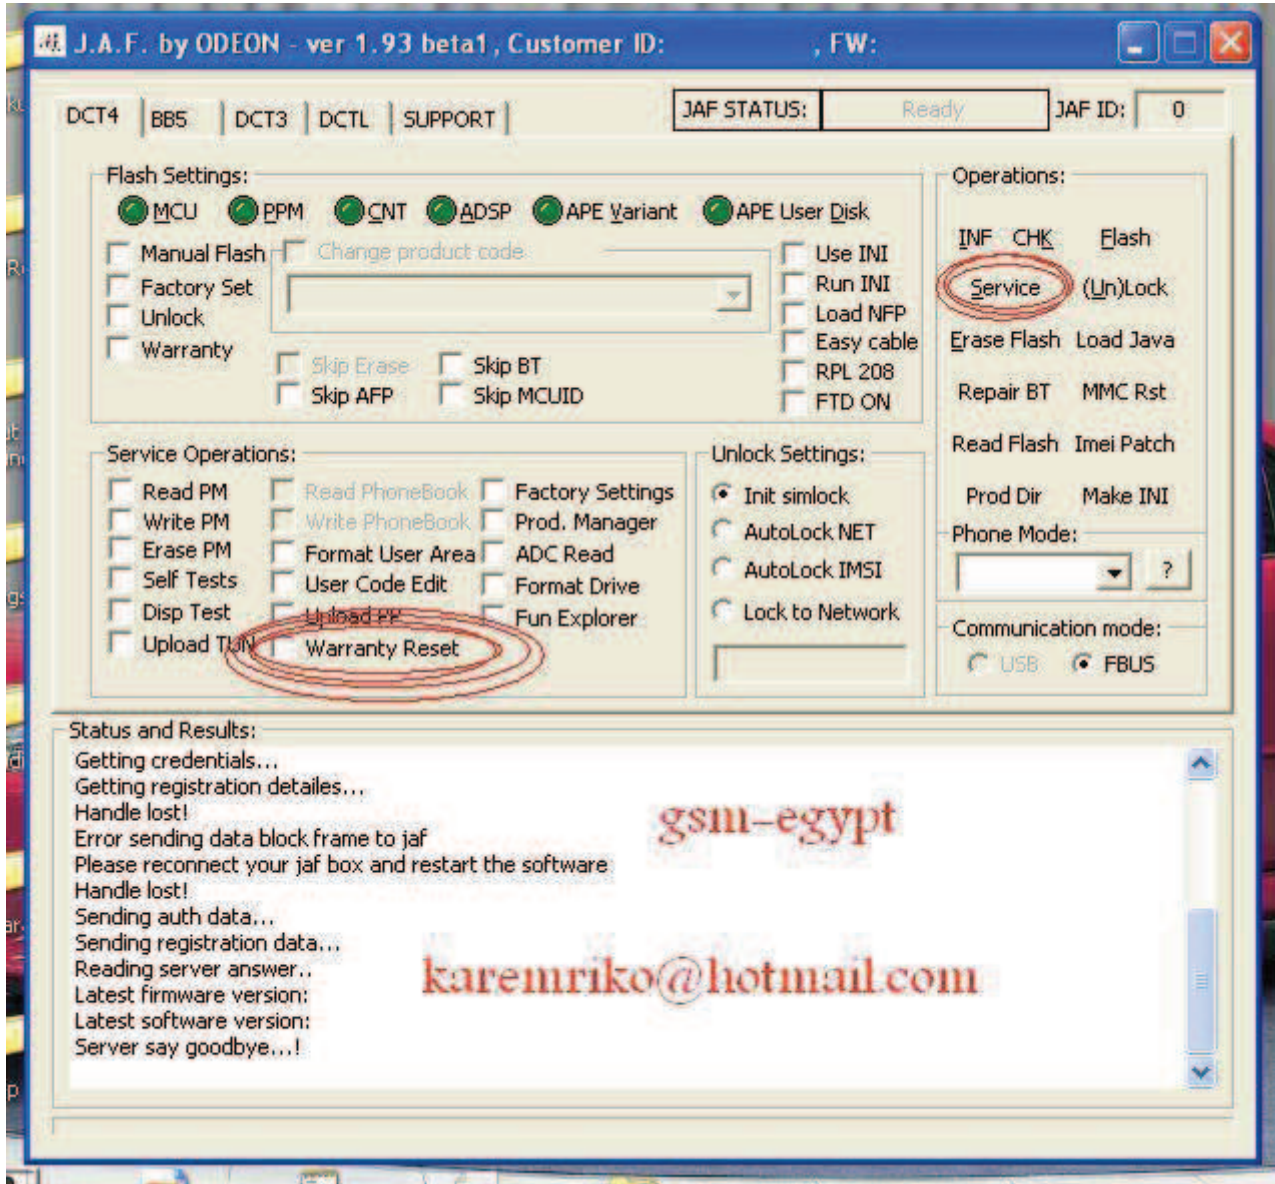 J.A.F. by ODEON - ver 1.93 beta1, Customer ID: , FW:
DCT4 BB5 DCT3 DCTL SUPPORT JAF STATUS: Ready JAF ID: 0
Flash Settings:
MCU PPM CNT ADSP APE Variant APE User Disk
Manual Flash Change product code Use INI
Factory Set Run INI
Unlock Load NFP
Warranty Easy cable
Skip Erase Skip BT RPL 208
Skip AFP Skip MCUID FTD ON
Operations:
INF CHK Flash
Service (Un)Lock
Erase Flash Load Java
Repair BT MMC Rst
Read Flash Imei Patch
Prod Dir Make INI
Service Operations:
Read PM Read PhoneBook Factory Settings
Write PM Write PhoneBook Prod. Manager
Erase PM Format User Area ADC Read
Self Tests User Code Edit Format Drive
Disp Test Upload PP Fun Explorer
Upload TUN Warranty Reset
Unlock Settings:
Init simlock
AutoLock NET
AutoLock IMSI
Lock to Network
Phone Mode:
?
Communication mode:
USB FBUS
Status and Results:
Getting credentials...
Getting registration detailes...
Handle lost!
Error sending data block frame to jaf
Please reconnect your jaf box and restart the software
Handle lost!
Sending auth data...
Sending registration data...
Reading server answer..
Latest firmware version:
Latest software version:
Server say goodbye...!
gsm-egypt
karemriko@hotmail.com